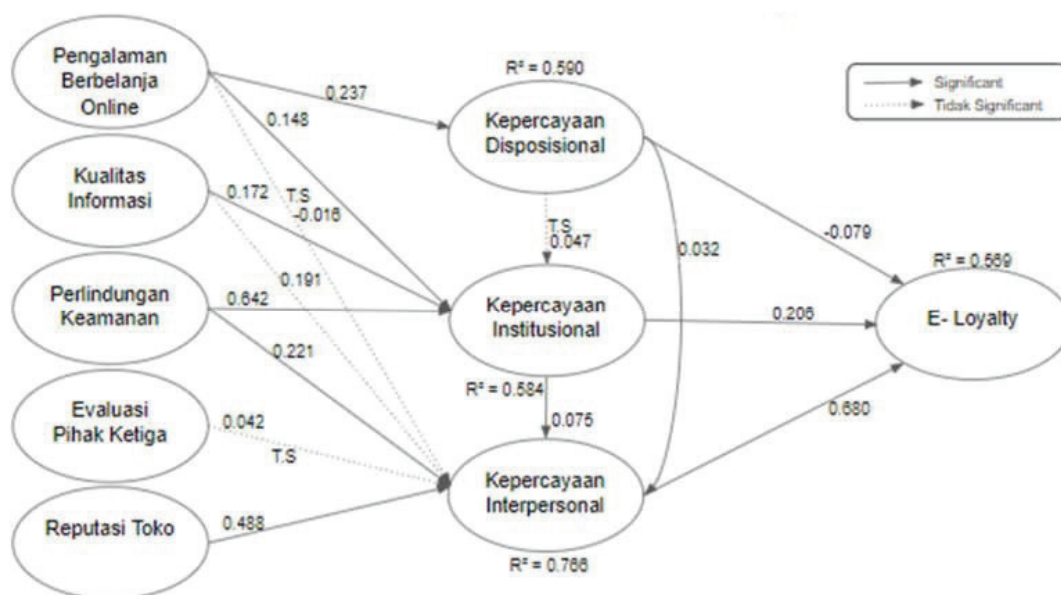 Pengalaman
Berbelanja
Online
Kualitas
Informasi
Perlindungan
Keamanan
Evaluasi
Pihak Ketiga
Reputasi Toko
0.237
0.148
0.172
T.S
-0.016
0.191
0.642
0.221
0.042
T.S
0.488
R² = 0.590
Kepercayaan
Disposisional
T.S
0.047
0.032
Kepercayaan
Institusional
R² = 0.584
0.075
Kepercayaan
Interpersonal
R² = 0.766
-0.079
0.206
0.680
R² = 0.569
E- Loyalty
Significant
Tidak Significant